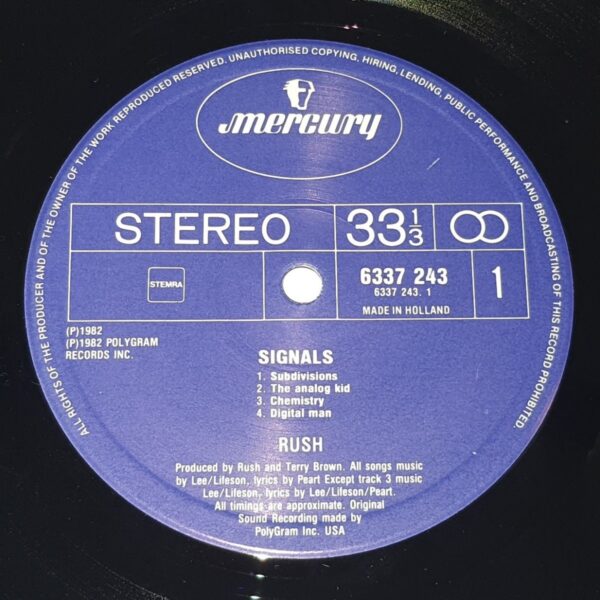 ALL RIGHTS OF THE PRODUCER AND OF THE OWNER OF THE WORK REPRODUCED RESERVED. UNAUTHORISED COPYING, HIRING, LENDING, PUBLIC PERFORMANCE AND BROADCASTING OF THIS RECORD PROHIBITED.
mercury
STEREO 33 1/3
STEMRA
6337 243
6337 243. 1
MADE IN HOLLAND
1
(P)1982
(P)1982 POLYGRAM
RECORDS INC.
SIGNALS
1. Subdivisions
2. The analog kid
3. Chemistry
4. Digital man
RUSH
Produced by Rush and Terry Brown. All songs music
by Lee/Lifeson, lyrics by Peart Except track 3 music
Lee/Lifeson, lyrics by Lee/Lifeson/Peart.
All timings are approximate. Original
Sound Recording made by
PolyGram Inc. USA